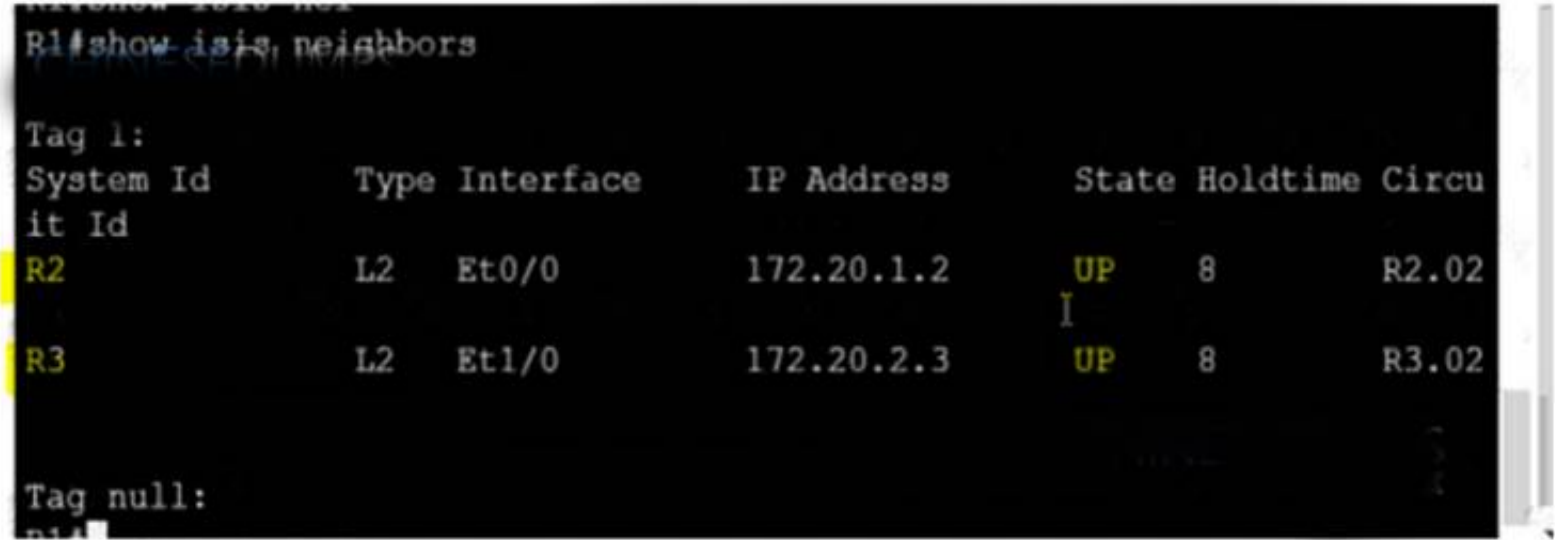 R1#show isis neighbors
Tag 1:
System Id Type Interface IP Address State Holdtime Circu
it Id
R2 L2 Et0/0 172.20.1.2 UP 8 R2.02
R3 L2 Et1/0 172.20.2.3 UP 8 R3.02
Tag null:
R1#